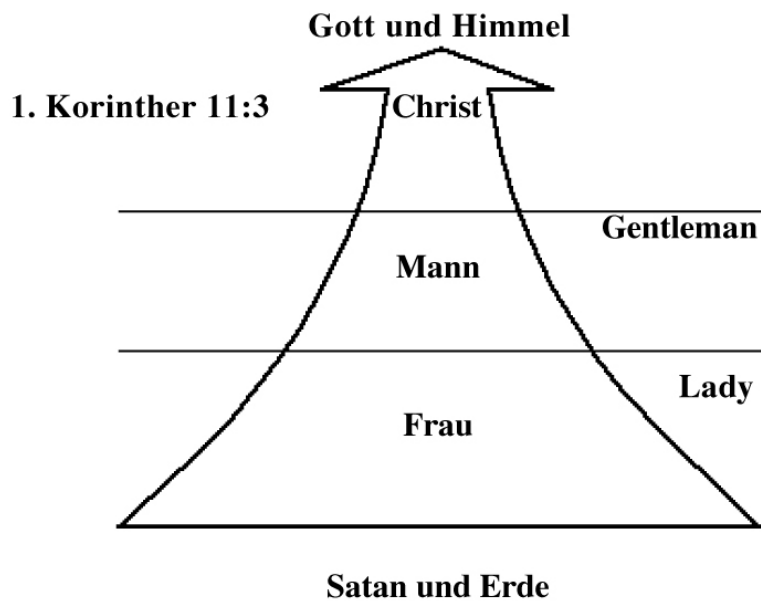 Gott und Himmel
1. Korinther 11:3
Christ
Gentleman
Mann
Lady
Frau
Satan und Erde